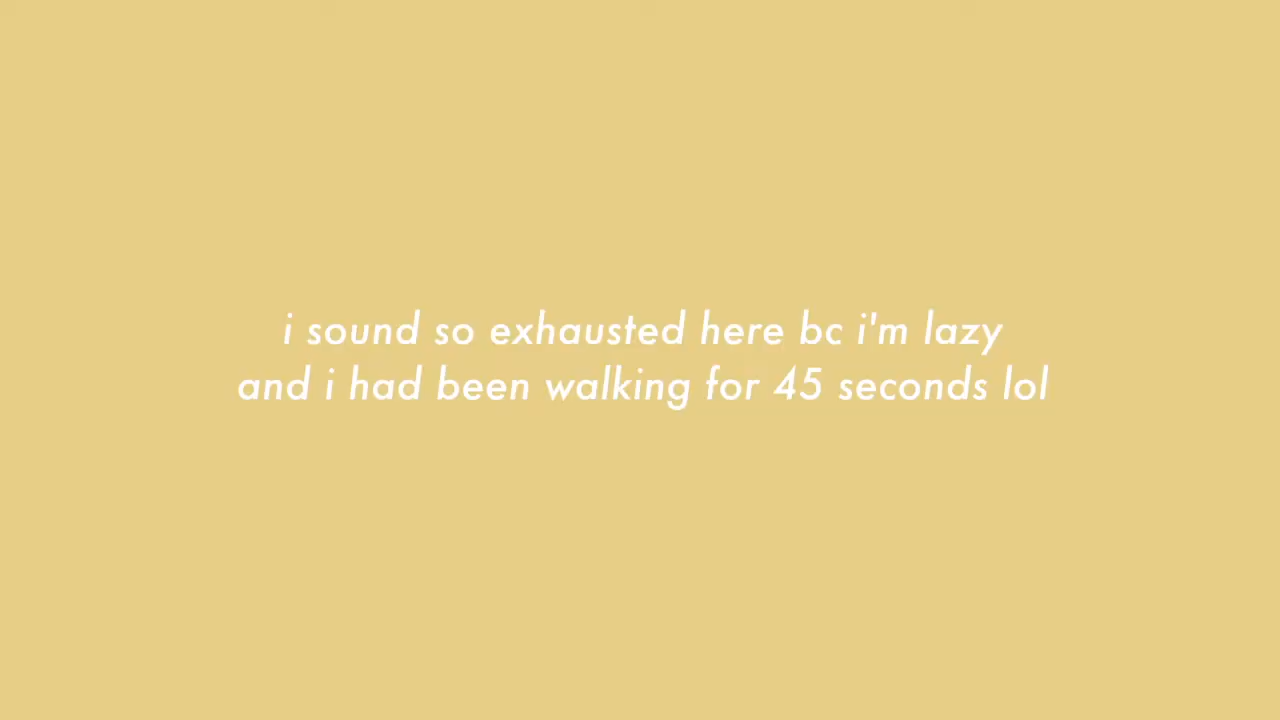 i sound so exhausted here bc i'm lazy
and i had been walking for 45 seconds lol